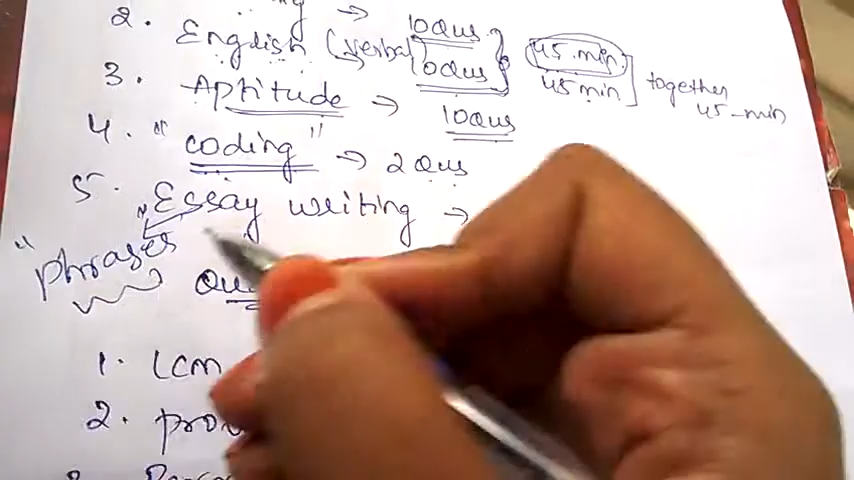 2. English (verbal) → 10 Qus 45 min
3. Aptitude → 10 Qus 45 min together 45-min
10 Qus
4. "coding" → 2 Qus
5. Essay writing →
"phrases"
1. LCM
2.